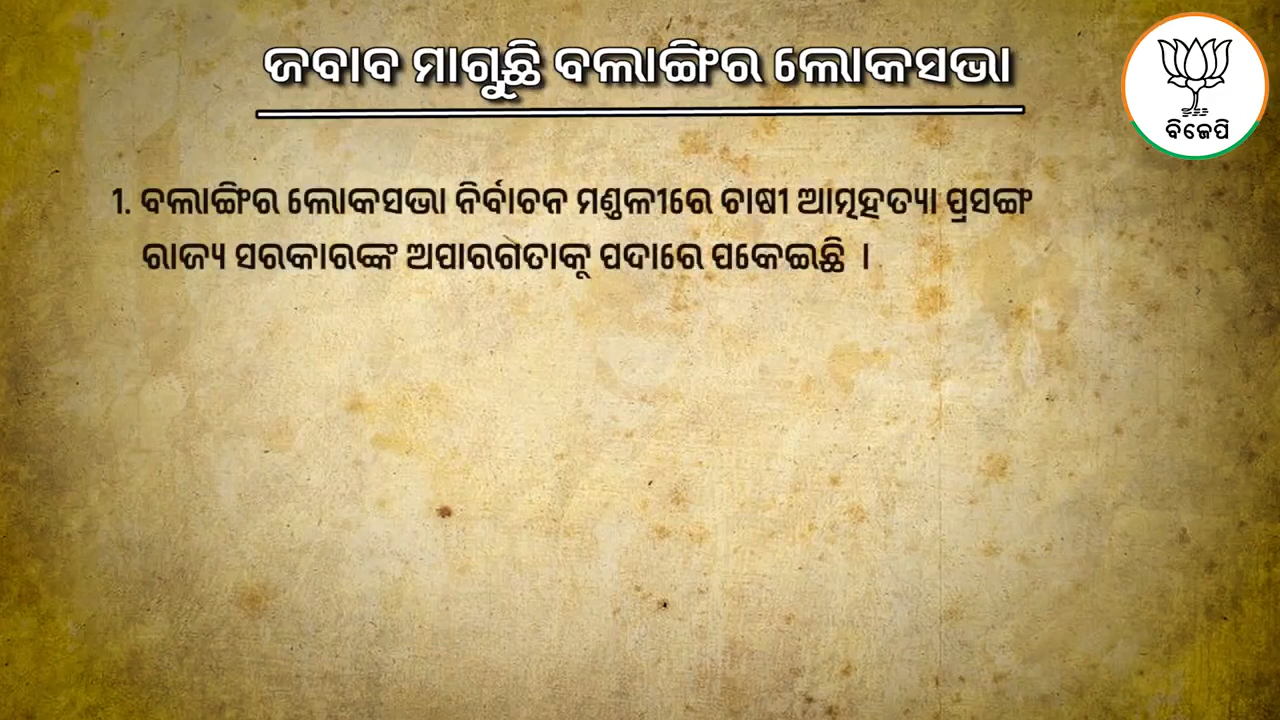 ଜବାବ ମାଗୁଛି ବଲାଙ୍ଗିର ଲୋକସଭା
ବିଜେପି
1. ବଲାଙ୍ଗିର ଲୋକସଭା ନିର୍ବାଚନ ମଣ୍ଡଳୀରେ ଚାଷୀ ଆତ୍ମହତ୍ୟା ପ୍ରସଙ୍ଗ
ରାଜ୍ୟ ସରକାରଙ୍କ ଅପାରଗତାକୁ ପଦାରେ ପକେଇଛି ।